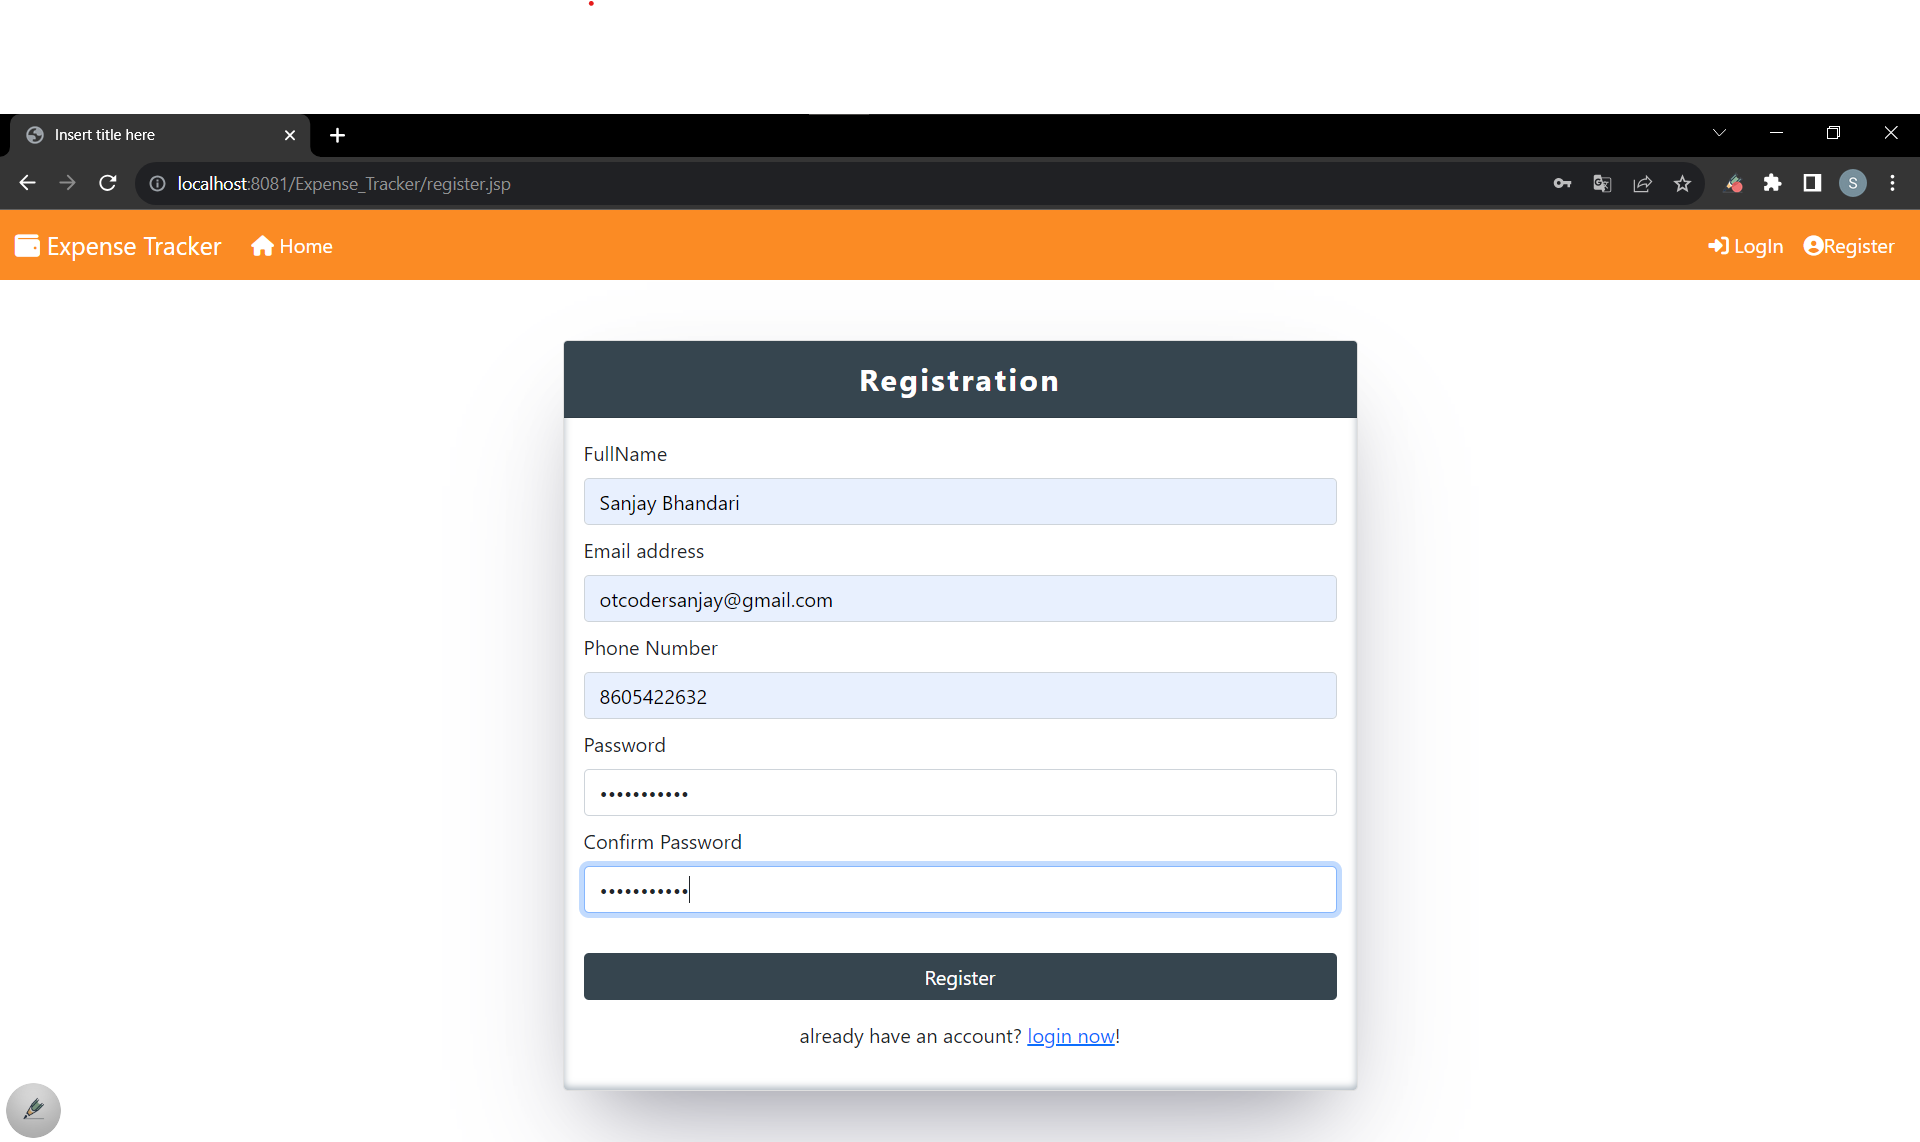 Insert title here
localhost:8081/Expense_Tracker/register.jsp
S
Expense Tracker Home LogIn Register
Registration
FullName
Sanjay Bhandari
Email address
otcodersanjay@gmail.com
Phone Number
8605422632
Password
•••••••••••
Confirm Password
•••••••••••
Register
already have an account? login now!